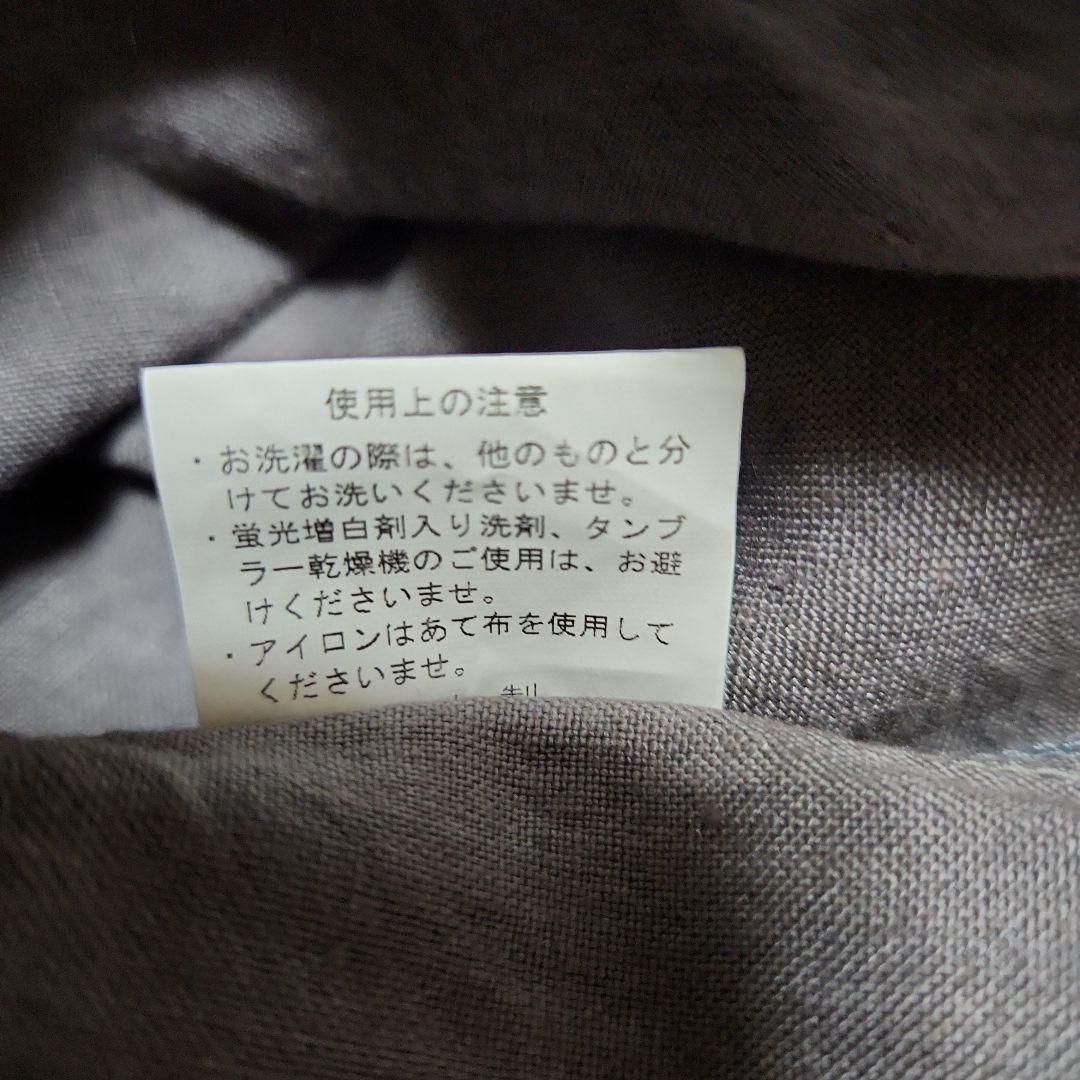 使用上の注意
・お洗濯の際は、他のものと分
けてお洗いくださいませ。
・蛍光増白剤入り洗剤、タンブ
ラー乾燥機のご使用は、お避
けくださいませ。
・アイロンはあて布を使用して
くださいませ。